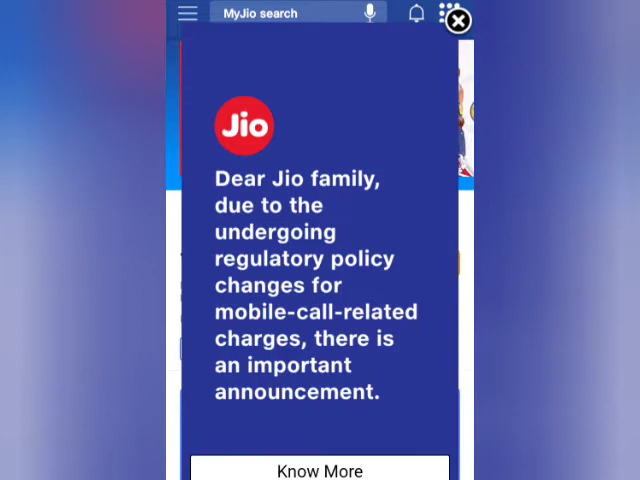 MyJio search
Jio
Dear Jio family,
due to the
undergoing
regulatory policy
changes for
mobile-call-related
charges, there is
an important
announcement.
Know More